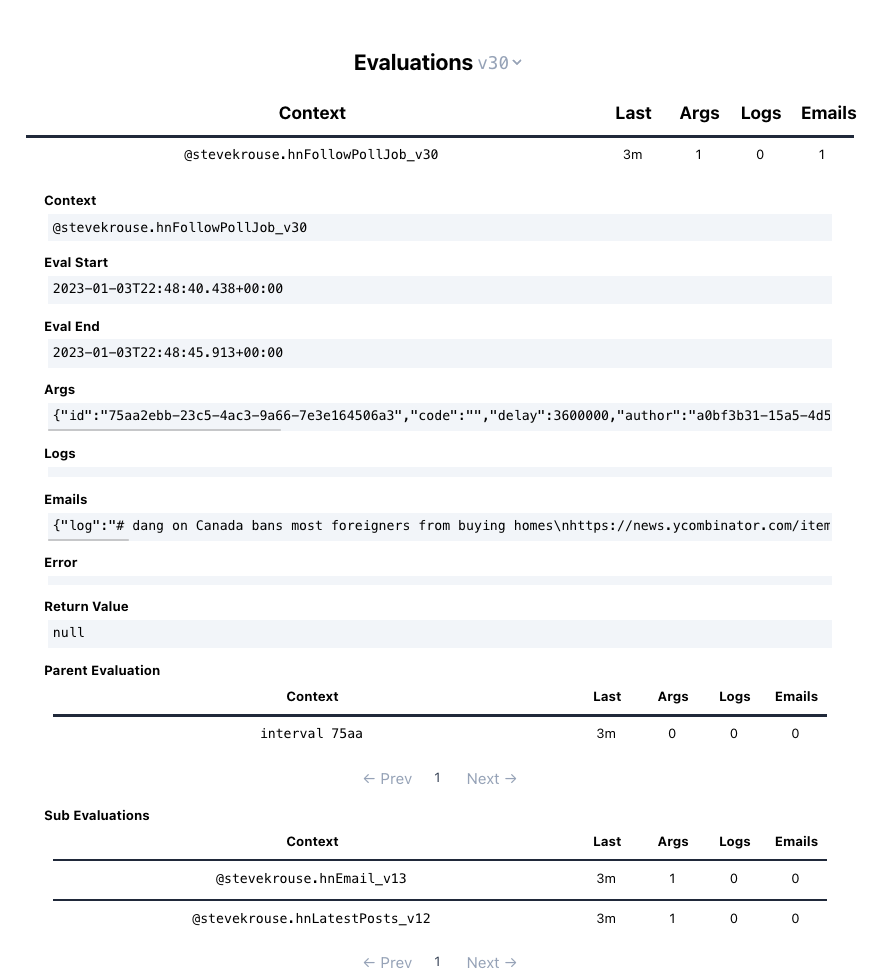 Evaluations v30
Context Last Args Logs Emails
@stevekrouse.hnFollowPollJob_v30 3m 1 0 1
Context
@stevekrouse.hnFollowPollJob_v30
Eval Start
2023-01-03T22:48:40.438+00:00
Eval End
2023-01-03T22:48:45.913+00:00
Args
{"id":"75aa2ebb-23c5-4ac3-9a66-7e3e164506a3","code":"","delay":3600000,"author":"a0bf3b31-15a5-4d5
Logs
Emails
{"log":"# dang on Canada bans most foreigners from buying homes\nhttps://news.ycombinator.com/item
Error
Return Value
null
Parent Evaluation
Context Last Args Logs Emails
interval 75aa 3m 0 0 0
← Prev 1 Next →
Sub Evaluations
Context Last Args Logs Emails
@stevekrouse.hnEmail_v13 3m 1 0 0
@stevekrouse.hnLatestPosts_v12 3m 1 0 0
← Prev 1 Next →